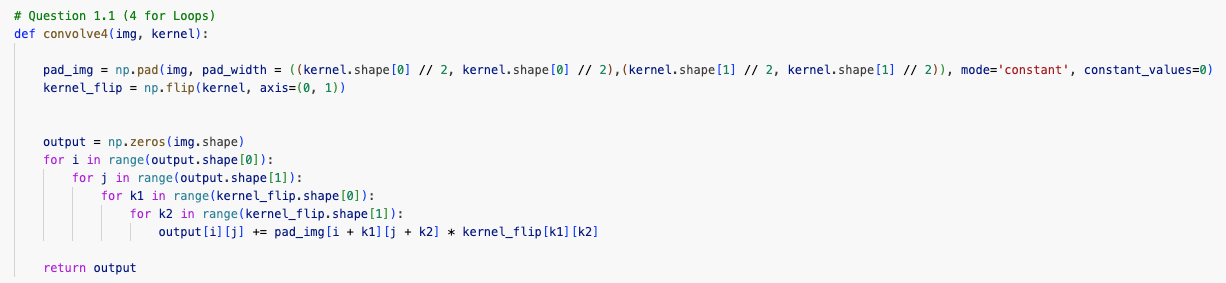 # Question 1.1 (4 for Loops)
def convolve4(img, kernel):
pad_img = np.pad(img, pad_width = ((kernel.shape[0] // 2, kernel.shape[0] // 2),(kernel.shape[1] // 2, kernel.shape[1] // 2)), mode='constant', constant_values=0)
kernel_flip = np.flip(kernel, axis=(0, 1))
output = np.zeros(img.shape)
for i in range(output.shape[0]):
for j in range(output.shape[1]):
for k1 in range(kernel_flip.shape[0]):
for k2 in range(kernel_flip.shape[1]):
output[i][j] += pad_img[i + k1][j + k2] * kernel_flip[k1][k2]
return output